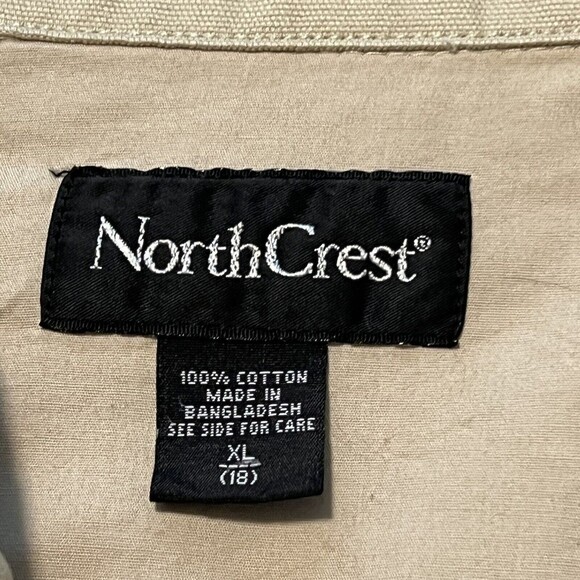 NorthCrest®
100% COTTON
MADE IN
BANGLADESH
SEE SIDE FOR CARE
XL
(18)